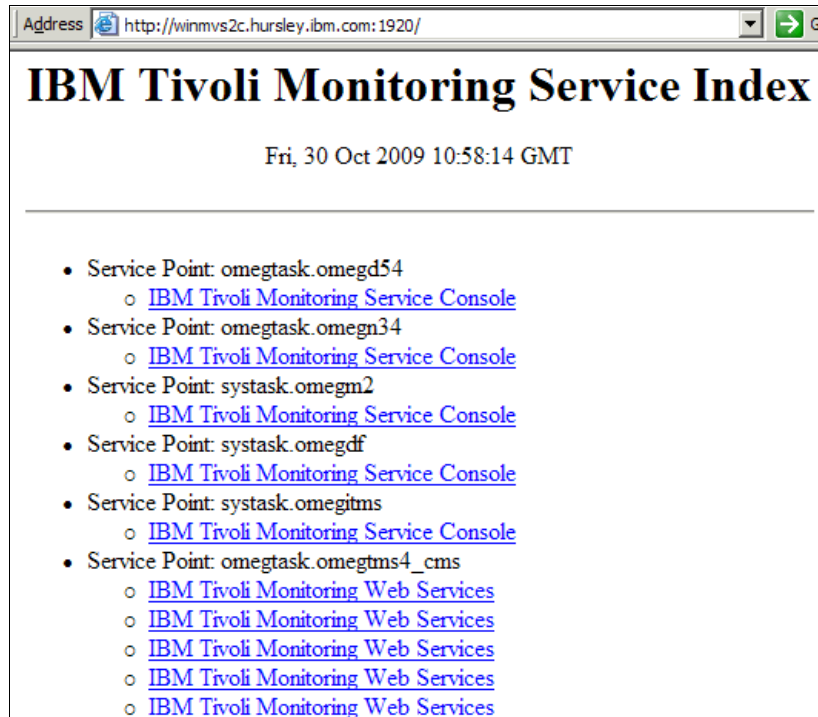 Address http://winmvs2c.hursley.ibm.com:1920/ G
IBM Tivoli Monitoring Service Index
Fri, 30 Oct 2009 10:58:14 GMT
• Service Point: omegtask.omegd54
o IBM Tivoli Monitoring Service Console
• Service Point: omegtask.omegn34
o IBM Tivoli Monitoring Service Console
• Service Point: systask.omegm2
o IBM Tivoli Monitoring Service Console
• Service Point: systask.omegdf
o IBM Tivoli Monitoring Service Console
• Service Point: systask.omegitms
o IBM Tivoli Monitoring Service Console
• Service Point: omegtask.omegtms4_cms
o IBM Tivoli Monitoring Web Services
o IBM Tivoli Monitoring Web Services
o IBM Tivoli Monitoring Web Services
o IBM Tivoli Monitoring Web Services
o IBM Tivoli Monitoring Web Services